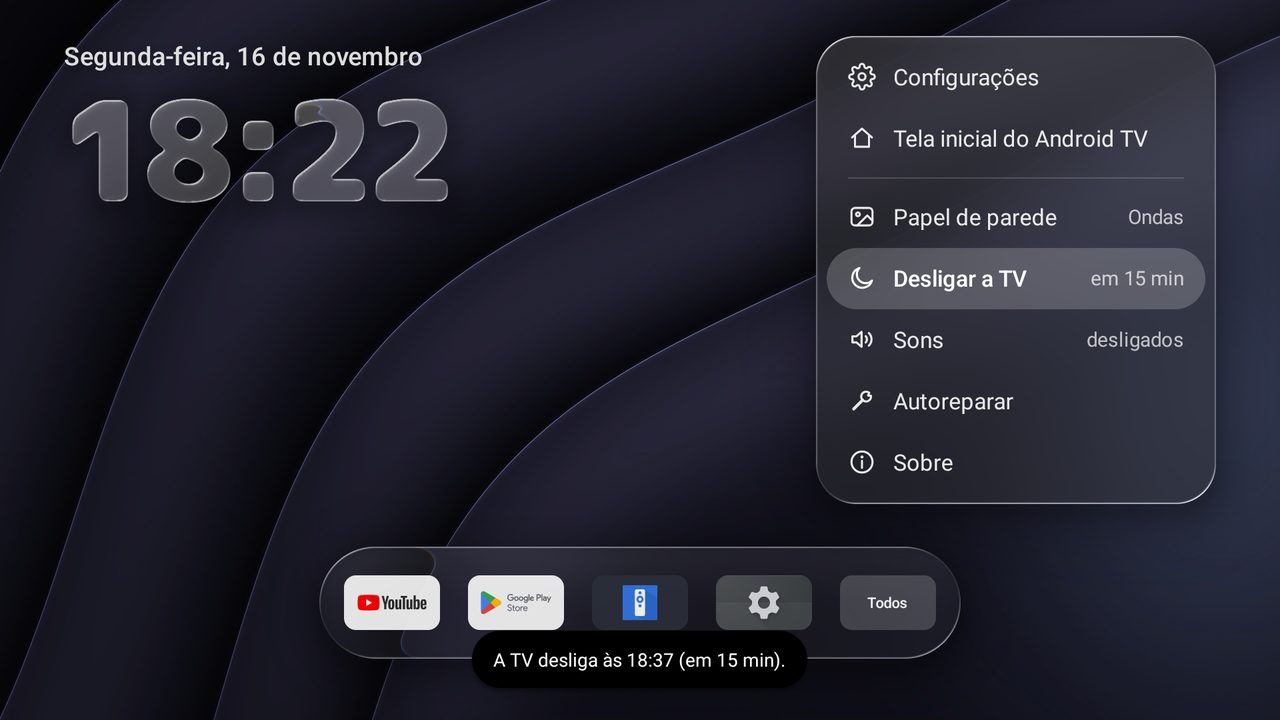 Segunda-feira, 16 de novembro
18:22
Configurações
Tela inicial do Android TV
Papel de parede Ondas
Desligar a TV em 15 min
Sons desligados
Autoreparar
Sobre
YouTube
Google Play
Store
Todos
A TV desliga às 18:37 (em 15 min).